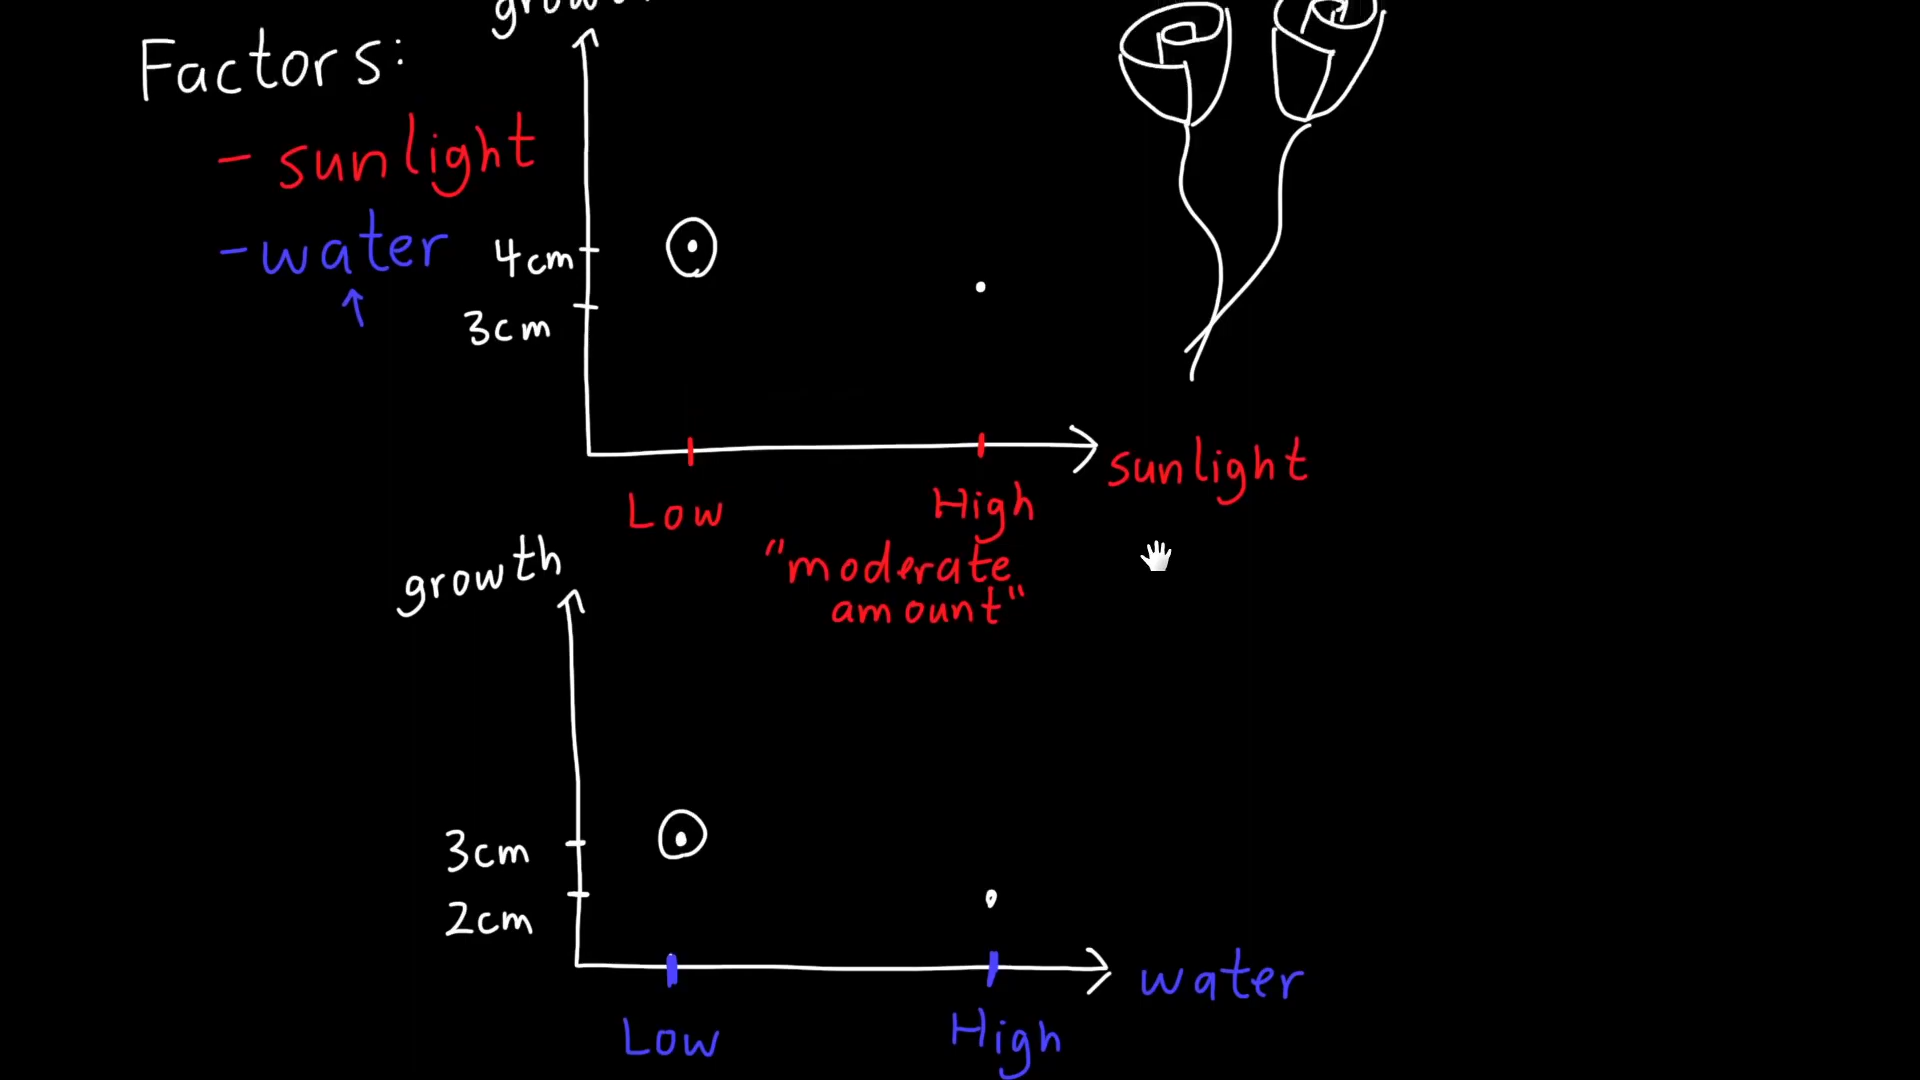 Factors:
- sunlight
- water
4cm
3cm
Low
High
sunlight
"moderate
amount"
growth
3cm
2cm
Low
High
water